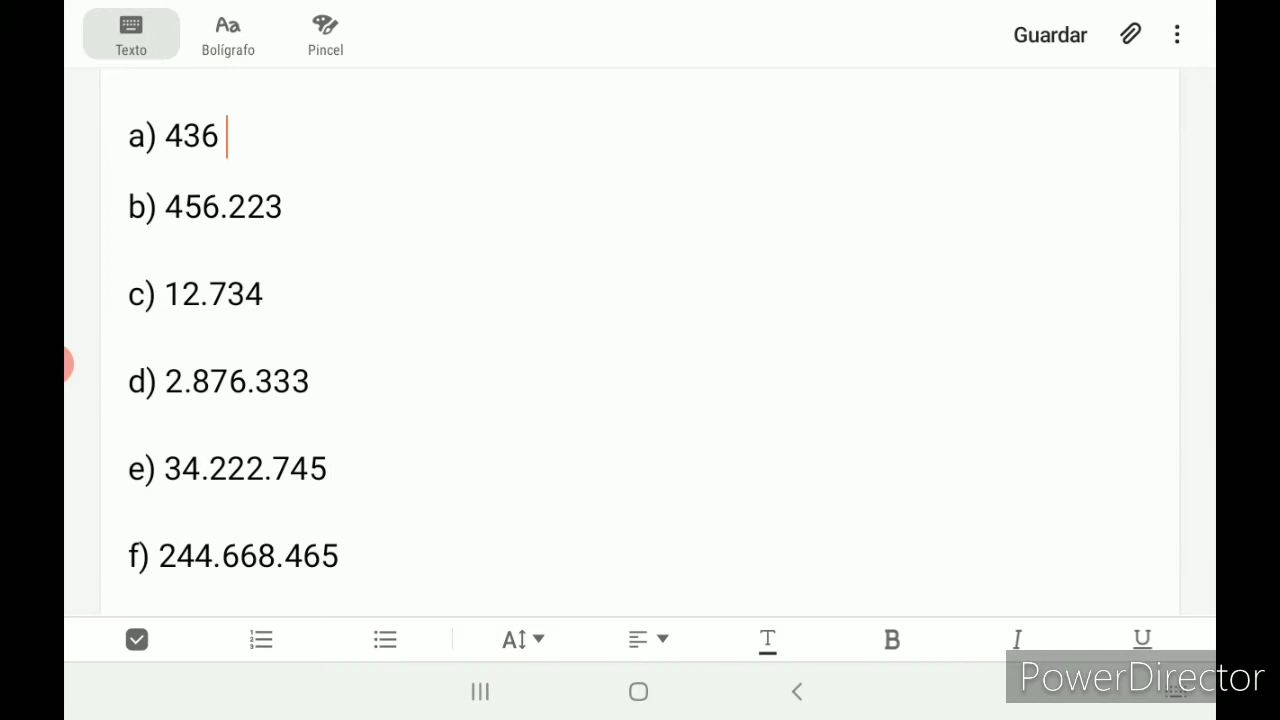 Texto Bolígrafo Pincel Guardar
a) 436
b) 456.223
c) 12.734
d) 2.876.333
e) 34.222.745
f) 244.668.465
PowerDirector